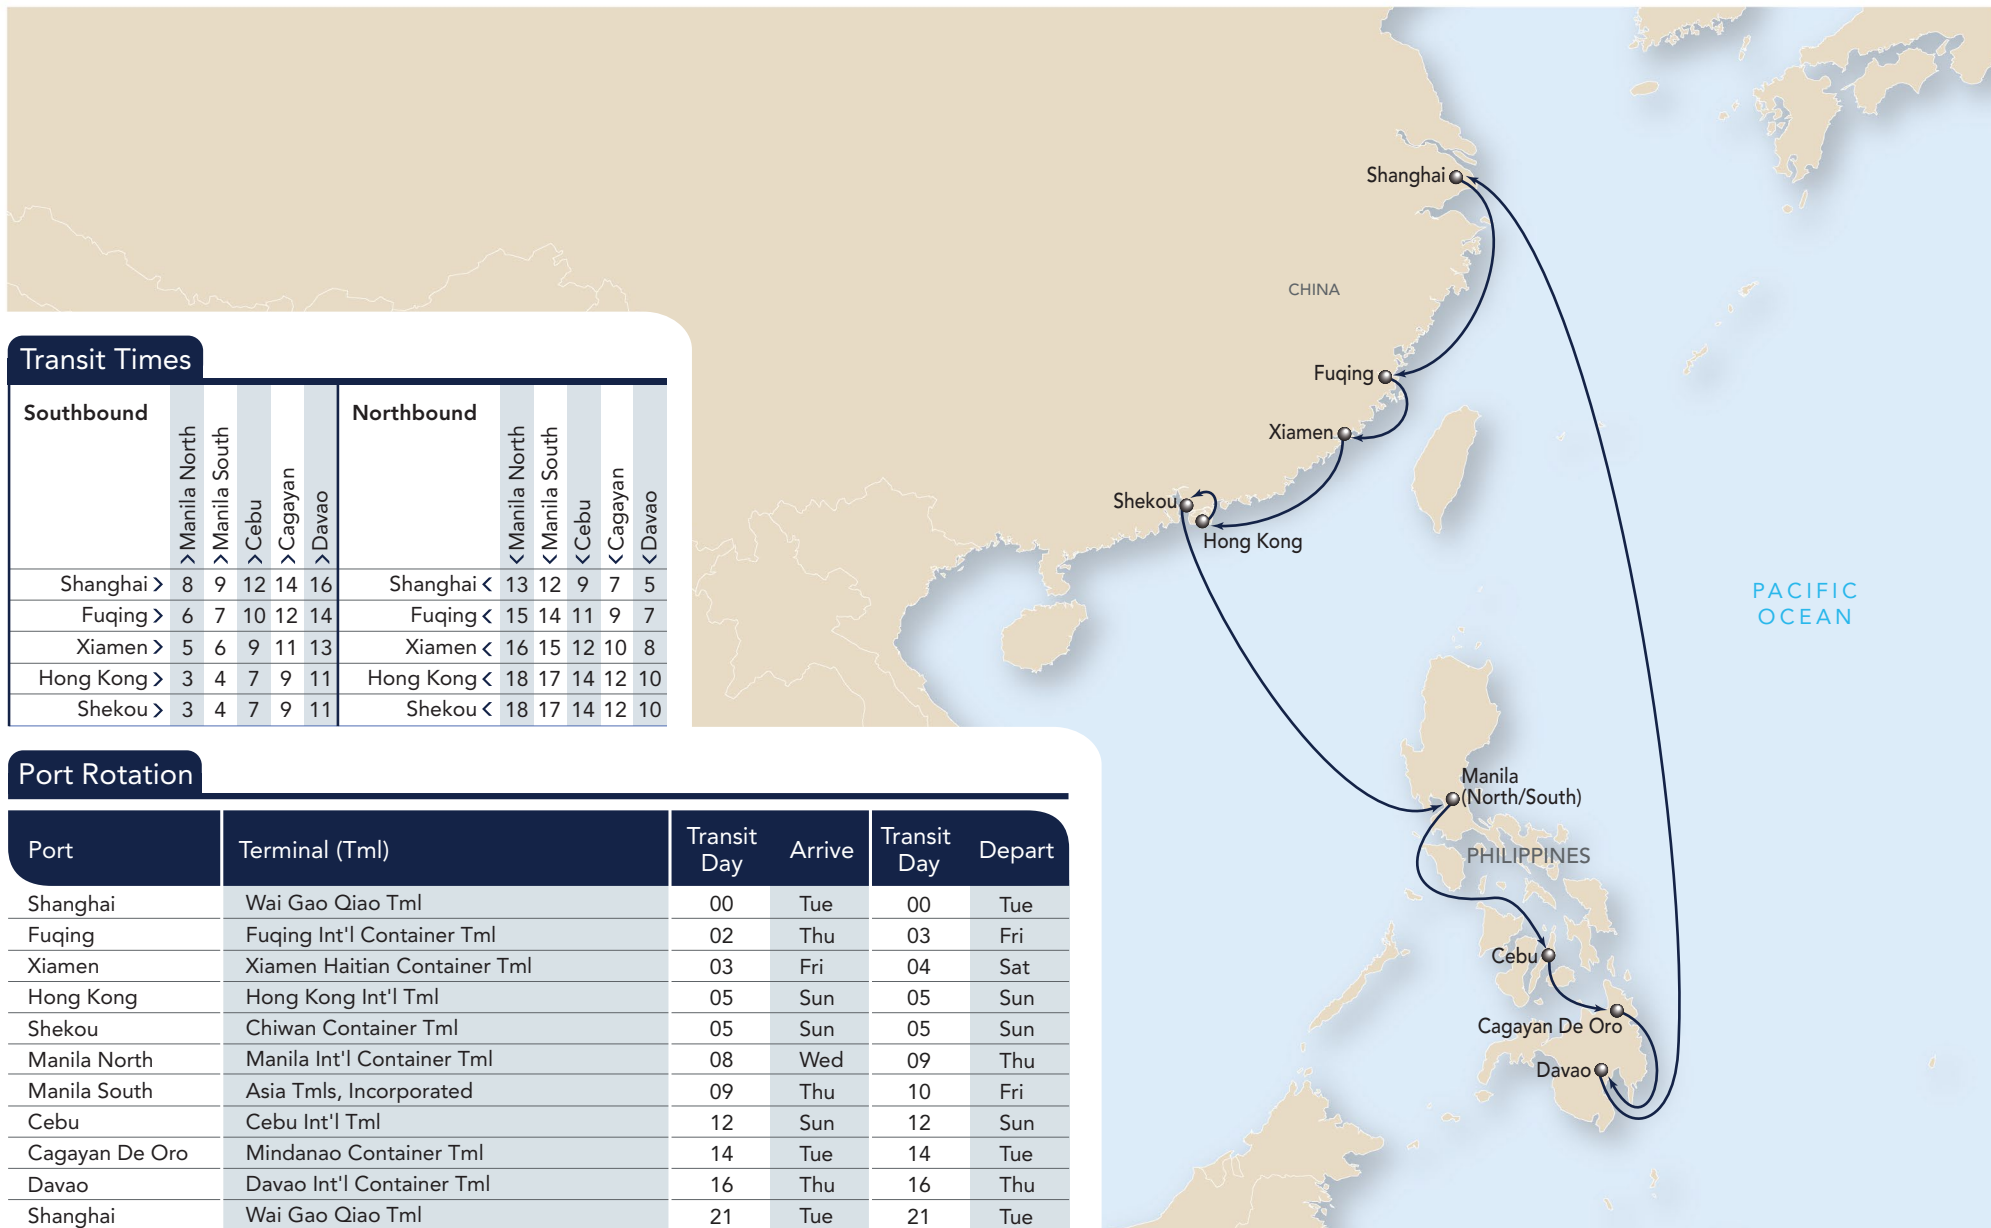 Shanghai
CHINA
Fuqing
Xiamen
Shekou
Hong Kong
PACIFIC
OCEAN
Manila
(North/South)
PHILIPPINES
Cebu
Cagayan De Oro
Davao
Transit Times
Southbound >Manila North >Manila South >Cebu >Cagayan >Davao Northbound <Manila North <Manila South <Cebu <Cagayan <Davao
Shanghai > 8 9 12 14 16 Shanghai < 13 12 9 7 5
Fuqing > 6 7 10 12 14 Fuqing < 15 14 11 9 7
Xiamen > 5 6 9 11 13 Xiamen < 16 15 12 10 8
Hong Kong > 3 4 7 9 11 Hong Kong < 18 17 14 12 10
Shekou > 3 4 7 9 11 Shekou < 18 17 14 12 10
Port Rotation
Port Terminal (Tml) Transit Day Arrive Transit Day Depart
Shanghai Wai Gao Qiao Tml 00 Tue 00 Tue
Fuqing Fuqing Int'l Container Tml 02 Thu 03 Fri
Xiamen Xiamen Haitian Container Tml 03 Fri 04 Sat
Hong Kong Hong Kong Int'l Tml 05 Sun 05 Sun
Shekou Chiwan Container Tml 05 Sun 05 Sun
Manila North Manila Int'l Container Tml 08 Wed 09 Thu
Manila South Asia Tmls, Incorporated 09 Thu 10 Fri
Cebu Cebu Int'l Tml 12 Sun 12 Sun
Cagayan De Oro Mindanao Container Tml 14 Tue 14 Tue
Davao Davao Int'l Container Tml 16 Thu 16 Thu
Shanghai Wai Gao Qiao Tml 21 Tue 21 Tue